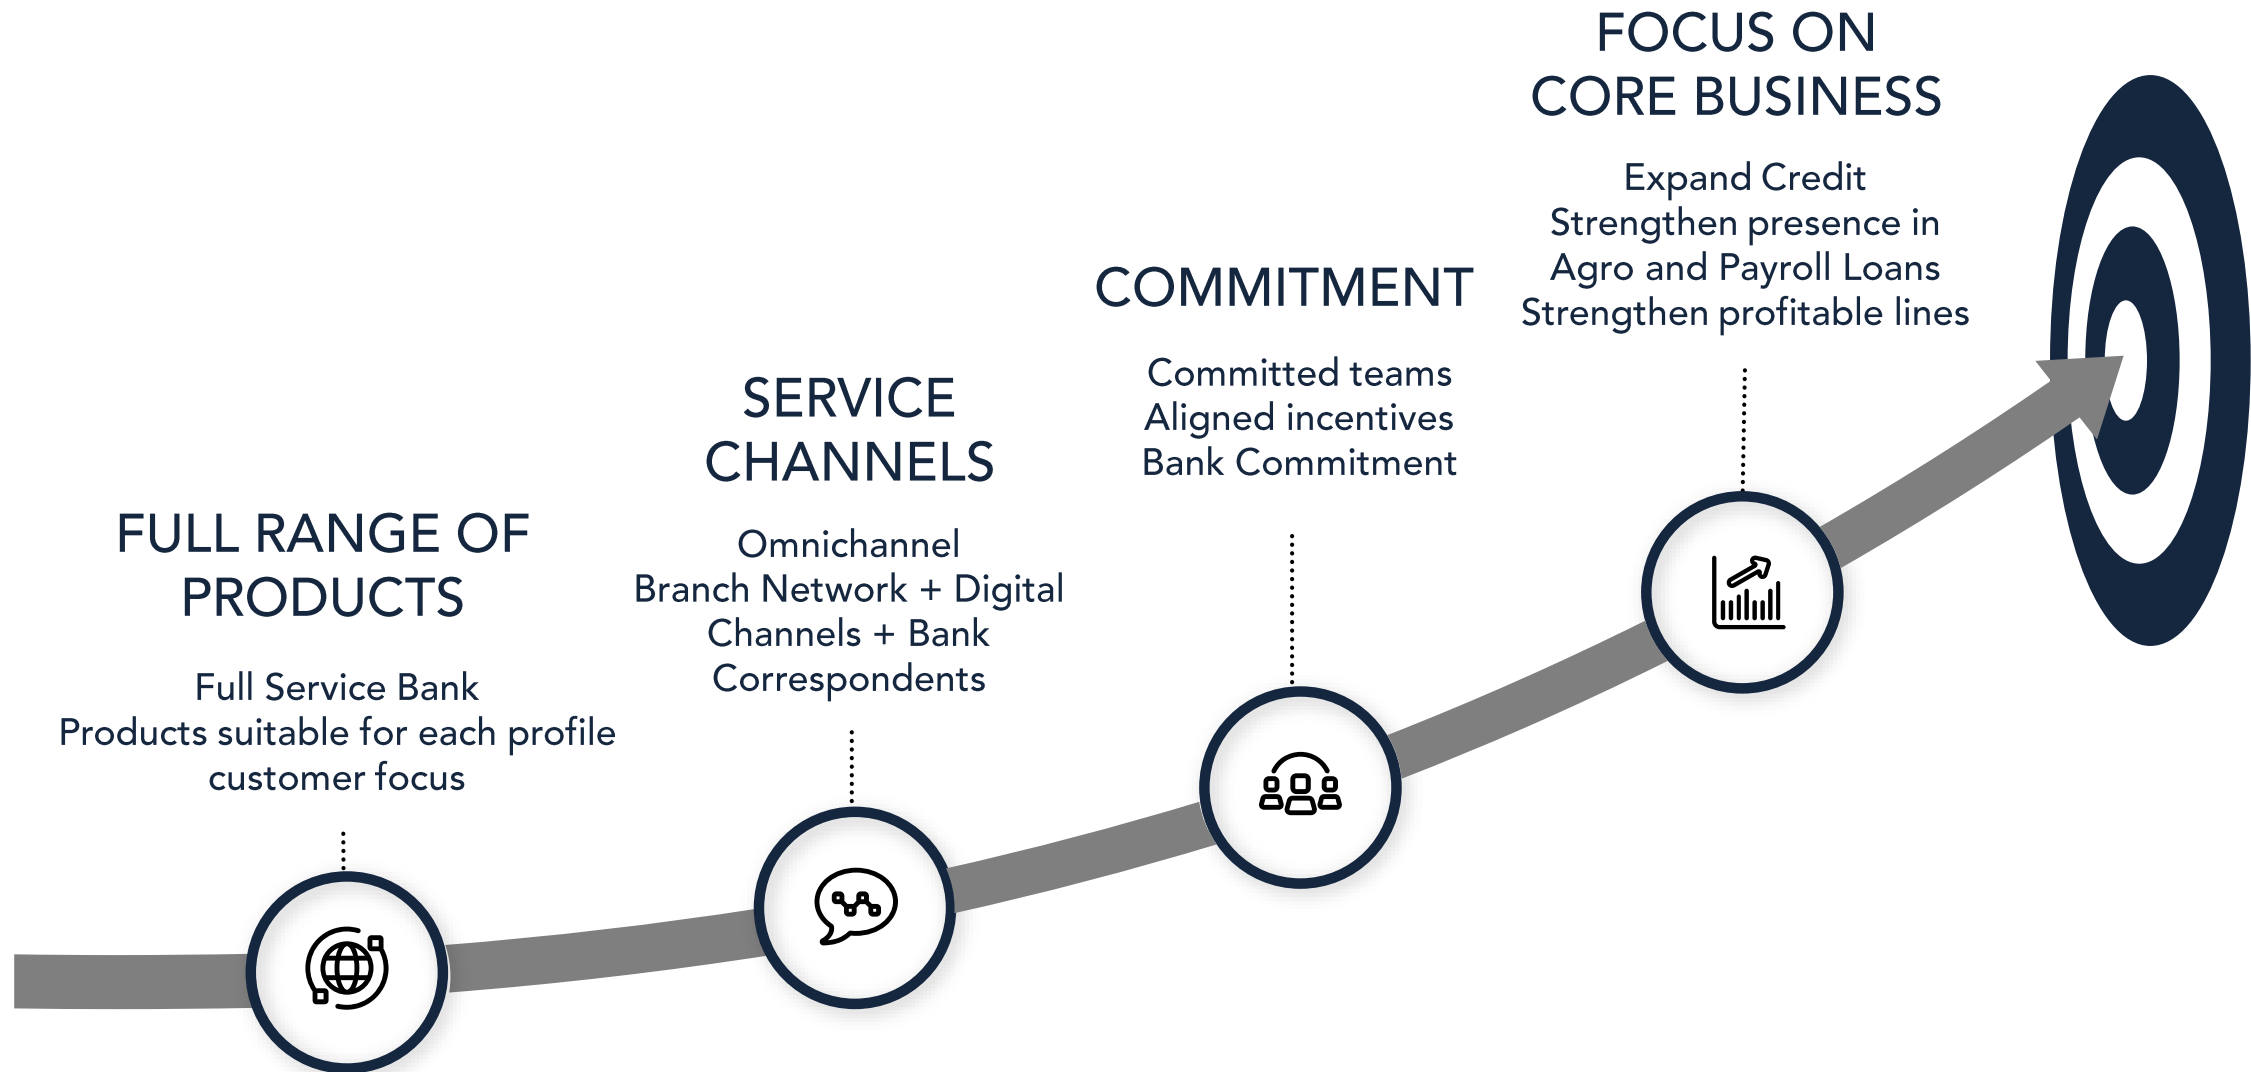 FULL RANGE OF
PRODUCTS
Full Service Bank
Products suitable for each profile
customer focus
SERVICE
CHANNELS
Omnichannel
Branch Network + Digital
Channels + Bank
Correspondents
COMMITMENT
Committed teams
Aligned incentives
Bank Commitment
FOCUS ON
CORE BUSINESS
Expand Credit
Strengthen presence in
Agro and Payroll Loans
Strengthen profitable lines